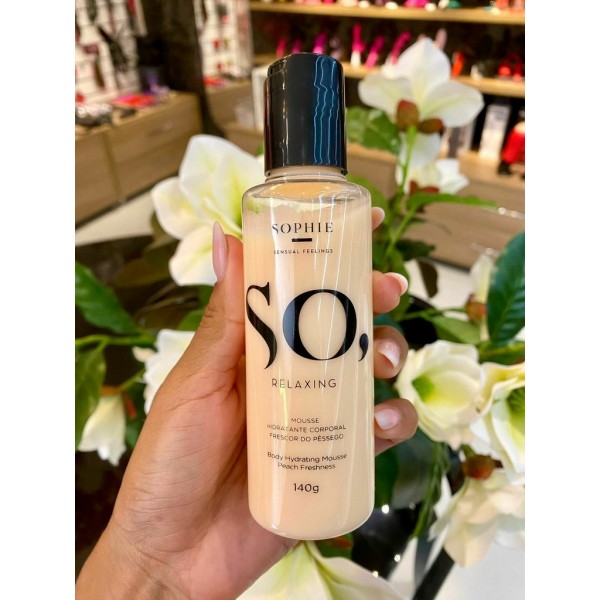 SOPHIE
SENSUAL FEELINGS
SO,
RELAXING
MOUSSE
HIDRATANTE CORPORAL
FRESCOR DO PÊSSEGO
Body Hydrating Mousse
Peach Freshness
140g